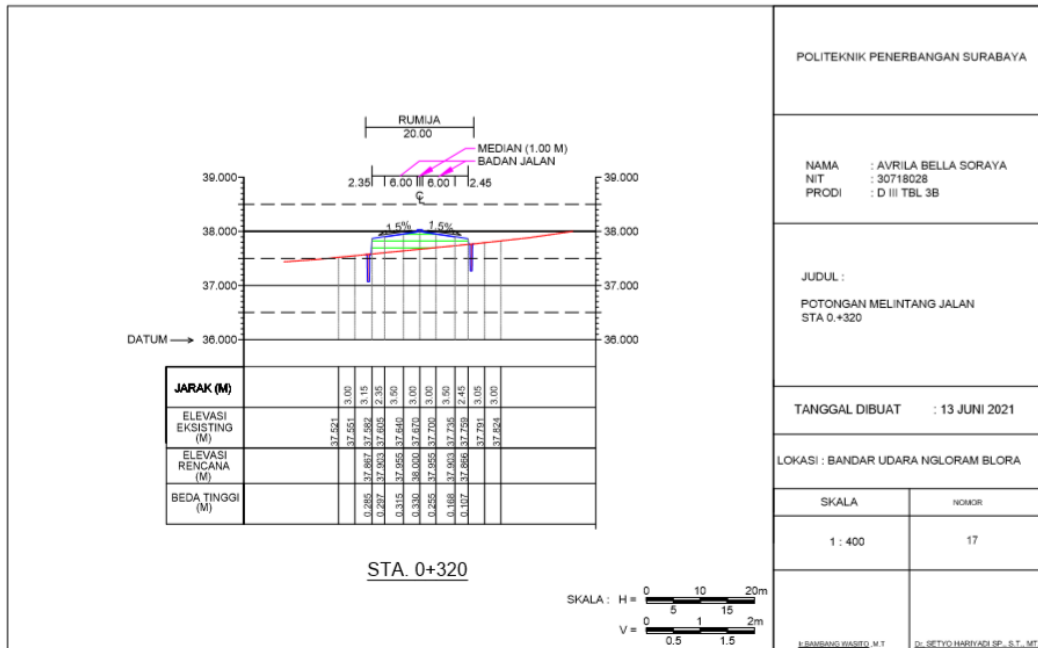 RUMIJA
20.00
MEDIAN (1.00 M)
BADAN JALAN
2.35 6.00 6.00 2.45
39.000 39.000
1.5% 1.5%
38.000 38.000
37.000 37.000
DATUM 36.000 36.000
JARAK (M) 3.00 3.15 2.35 3.50 3.00 3.00 3.50 2.45 3.05 3.00
ELEVASI
EKSISTING
(M)
37.521 37.551 37.582 37.605 37.640 37.670 37.700 37.735 37.759 37.791 37.824
ELEVASI
RENCANA
(M)
37.867 37.903 37.955 38.000 37.955 37.903 37.866
BEDA TINGGI
(M)
0.285 0.297 0.315 0.330 0.255 0.168 0.107
STA. 0+320
SKALA : H = 0 5 10 15 20m
V = 0 0.5 1 1.5 2m
POLITEKNIK PENERBANGAN SURABAYA
NAMA : AVRILA BELLA SORAYA
NIT : 30718028
PRODI : D III TBL 3B
JUDUL :
POTONGAN MELINTANG JALAN
STA 0.+320
TANGGAL DIBUAT : 13 JUNI 2021
LOKASI : BANDAR UDARA NGLORAM BLORA
SKALA NOMOR
1 : 400 17
Ir.BAMBANG WASITO .M.T Dr. SETYO HARIYADI SP., S.T., MT